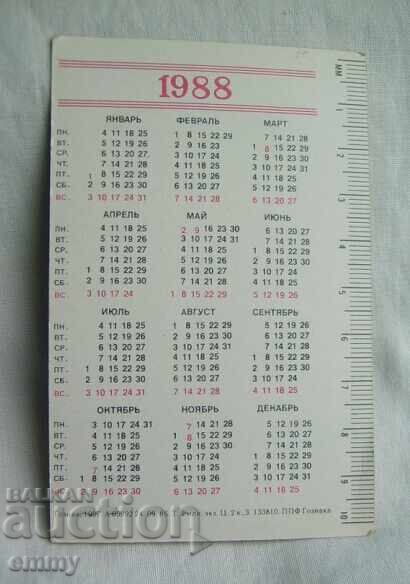 1988
ЯНВАРЬ ФЕВРАЛЬ МАРТ
ПН. 4 11 18 25 1 8 15 22 29 7 14 21 28
ВТ. 5 12 19 26 2 9 16 23 1 8 15 22 29
СР. 6 13 20 27 3 10 17 24 2 9 16 23 30
ЧТ. 7 14 21 28 4 11 18 25 3 10 17 24 31
ПТ. 1 8 15 22 29 5 12 19 26 4 11 18 25
СБ. 2 9 16 23 30 6 13 20 27 5 12 19 26
ВС. 3 10 17 24 31 7 14 21 28 6 13 20 27
АПРЕЛЬ МАЙ ИЮНЬ
ПН. 4 11 18 25 2 9 16 23 30 6 13 20 27
ВТ. 5 12 19 26 3 10 17 24 31 7 14 21 28
СР. 6 13 20 27 4 11 18 25 1 8 15 22 29
ЧТ. 7 14 21 28 5 12 19 26 2 9 16 23 30
ПТ. 1 8 15 22 29 6 13 20 27 3 10 17 24
СБ. 2 9 16 23 30 7 14 21 28 4 11 18 25
ВС. 3 10 17 24 1 8 15 22 29 5 12 19 26
ИЮЛЬ АВГУСТ СЕНТЯБРЬ
ПН. 4 11 18 25 1 8 15 22 29 5 12 19 26
ВТ. 5 12 19 26 2 9 16 23 30 6 13 20 27
СР. 6 13 20 27 3 10 17 24 31 7 14 21 28
ЧТ. 7 14 21 28 4 11 18 25 1 8 15 22 29
ПТ. 1 8 15 22 29 5 12 19 26 2 9 16 23 30
СБ. 2 9 16 23 30 6 13 20 27 3 10 17 24
ВС. 3 10 17 24 31 7 14 21 28 4 11 18 25
ОКТЯБРЬ НОЯБРЬ ДЕКАБРЬ
ПН. 3 10 17 24 31 7 14 21 28 5 12 19 26
ВТ. 4 11 18 25 1 8 15 22 29 6 13 20 27
СР. 5 12 19 26 2 9 16 23 30 7 14 21 28
ЧТ. 6 13 20 27 3 10 17 24 1 8 15 22 29
ПТ. 7 14 21 28 4 11 18 25 2 9 16 23 30
СБ. 1 8 15 22 29 5 12 19 26 3 10 17 24 31
ВС. 2 9 16 23 30 6 13 20 27 4 11 18 25
З. 133810. ППФ Гознака
ММ 1 2 3 4 5 6 17 8 9 10
БАЛКАН
auction
emmy